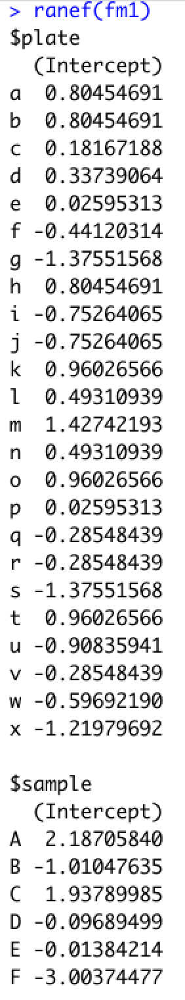 > ranef(fm1)
$plate
(Intercept)
a 0.80454691
b 0.80454691
c 0.18167188
d 0.33739064
e 0.02595313
f -0.44120314
g -1.37551568
h 0.80454691
i -0.75264065
j -0.75264065
k 0.96026566
l 0.49310939
m 1.42742193
n 0.49310939
o 0.96026566
p 0.02595313
q -0.28548439
r -0.28548439
s -1.37551568
t 0.96026566
u -0.90835941
v -0.28548439
w -0.59692190
x -1.21979692
$sample
(Intercept)
A 2.18705840
B -1.01047635
C 1.93789985
D -0.09689499
E -0.01384214
F -3.00374477